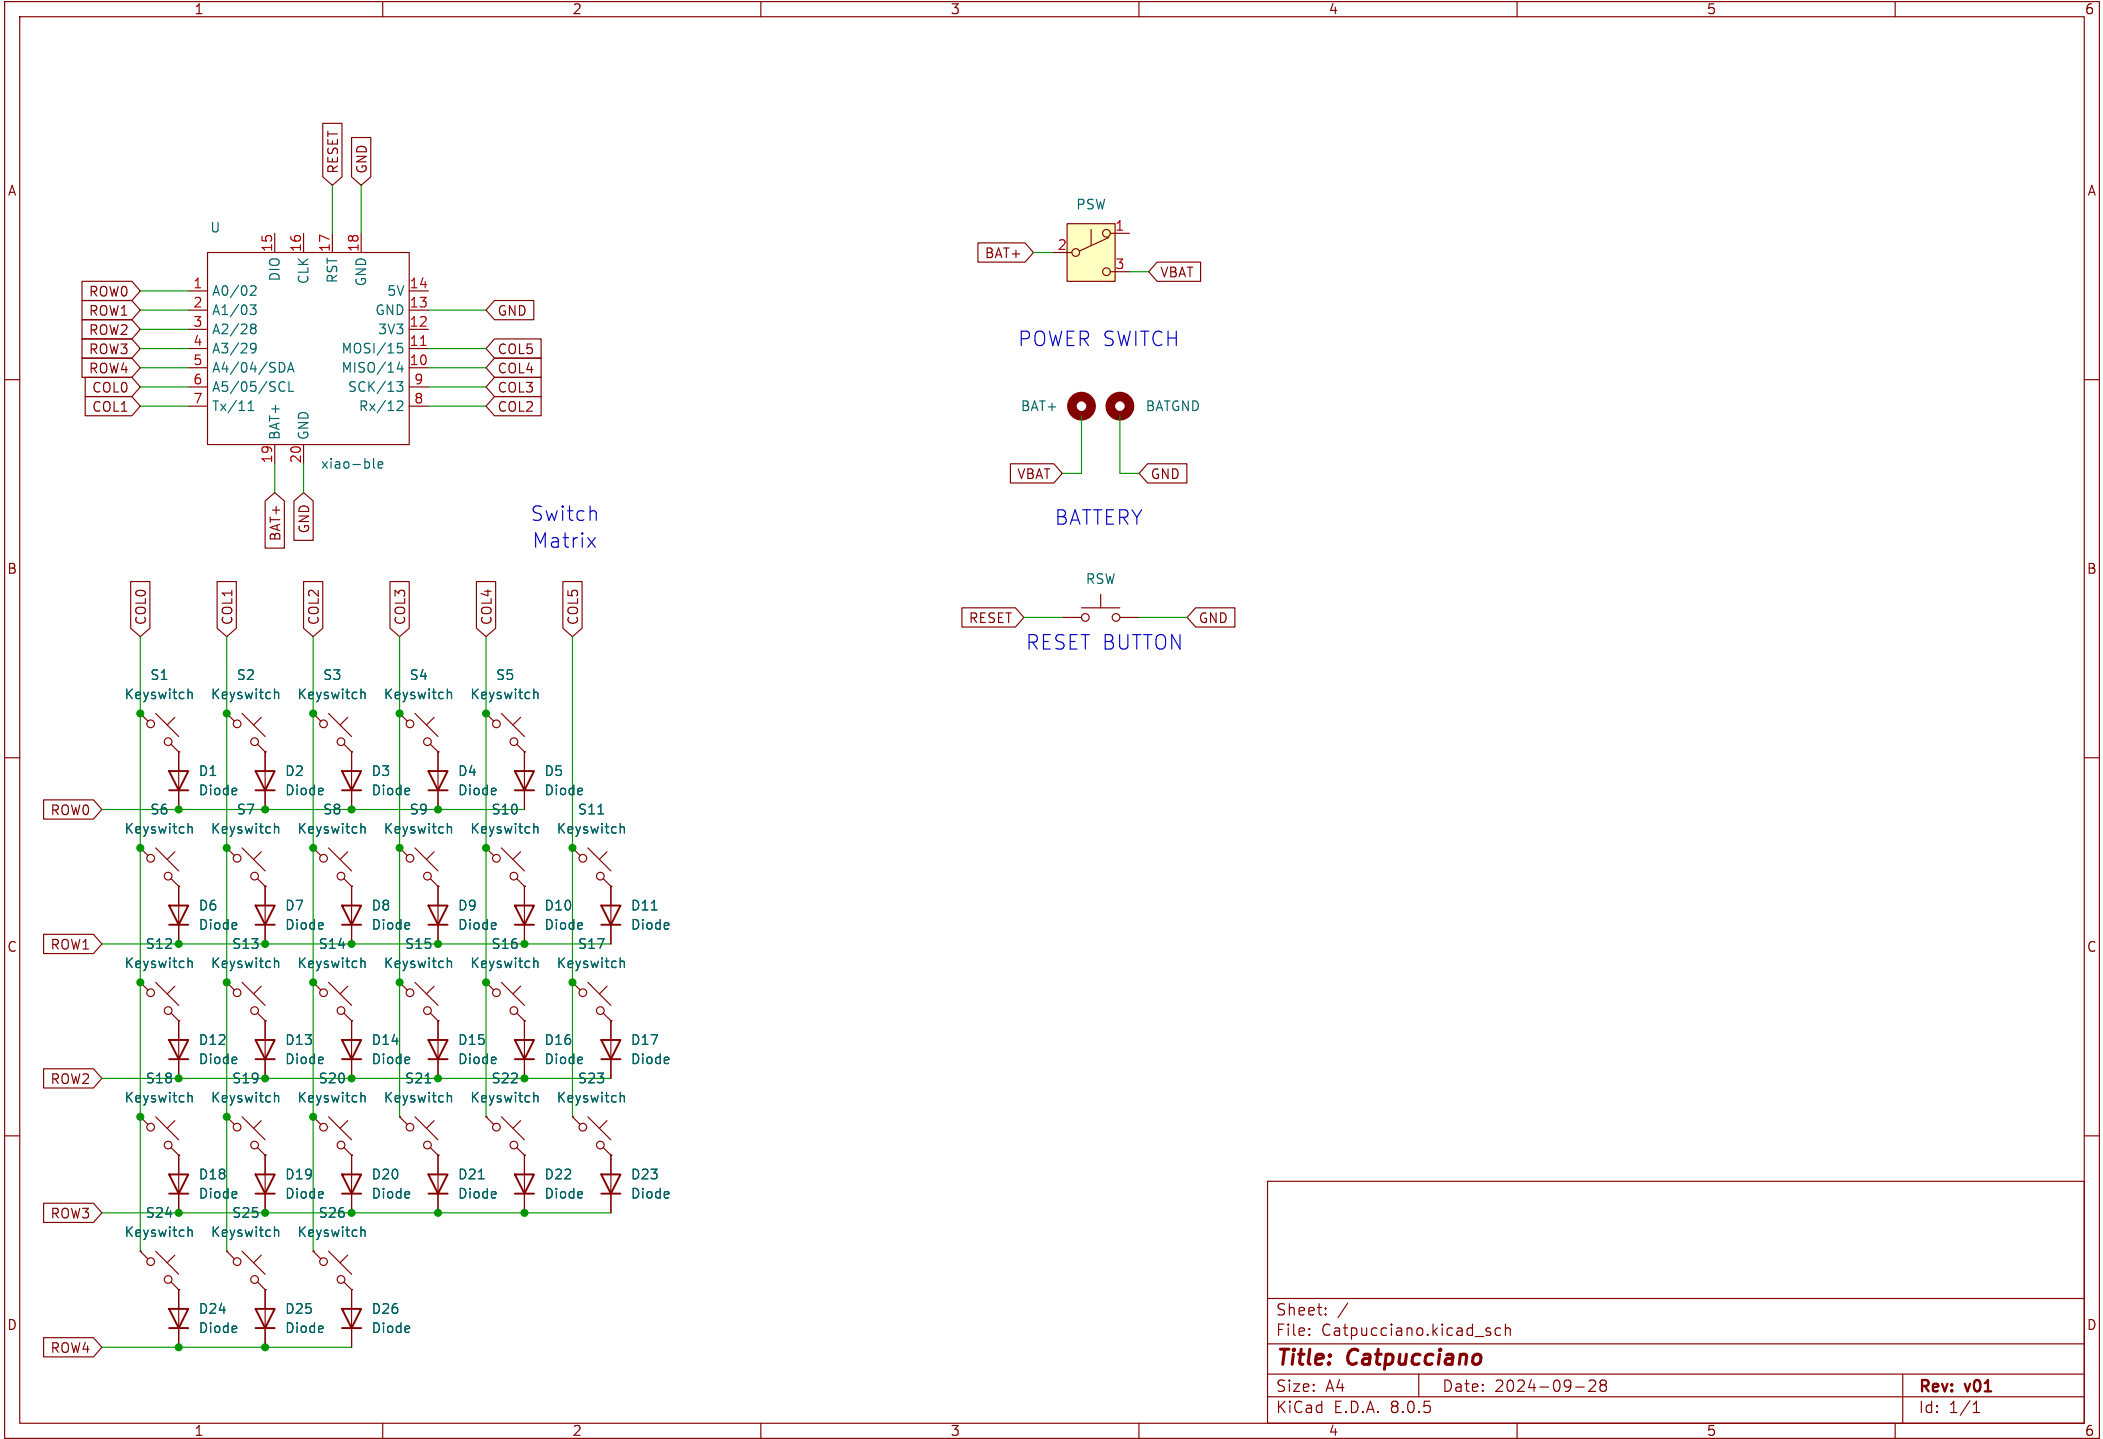 1 2 3 4 5 6
A A
B B
C C
D D
RESET
GND
U
15 16 17 18
DIO CLK RST GND
ROW0 1 A0/02
ROW1 2 A1/03
ROW2 3 A2/28
ROW3 4 A3/29
ROW4 5 A4/04/SDA
COL0 6 A5/05/SCL
COL1 7 Tx/11
5V 14
GND 13 GND
3V3 12
MOSI/15 11 COL5
MISO/14 10 COL4
SCK/13 9 COL3
Rx/12 8 COL2
BAT+ GND
19 20
xiao-ble
BAT+ GND
PSW
BAT+ 2 1
3 VBAT
POWER SWITCH
BAT+ BATGND
VBAT GND
BATTERY
RSW
RESET GND
RESET BUTTON
Switch
Matrix
COL0 COL1 COL2 COL3 COL4 COL5
S1 S2 S3 S4 S5
Keyswitch Keyswitch Keyswitch Keyswitch Keyswitch
D1 D2 D3 D4 D5
Diode Diode Diode Diode Diode
ROW0 S6 S7 S8 S9 S10 S11
Keyswitch Keyswitch Keyswitch Keyswitch Keyswitch Keyswitch
D6 D7 D8 D9 D10 D11
Diode Diode Diode Diode Diode Diode
ROW1 S12 S13 S14 S15 S16 S17
Keyswitch Keyswitch Keyswitch Keyswitch Keyswitch Keyswitch
D12 D13 D14 D15 D16 D17
Diode Diode Diode Diode Diode Diode
ROW2 S18 S19 S20 S21 S22 S23
Keyswitch Keyswitch Keyswitch Keyswitch Keyswitch Keyswitch
D18 D19 D20 D21 D22 D23
Diode Diode Diode Diode Diode Diode
ROW3 S24 S25 S26
Keyswitch Keyswitch Keyswitch
D24 D25 D26
Diode Diode Diode
ROW4
Sheet: /
File: Catpucciano.kicad_sch
Title: Catpucciano
Size: A4 Date: 2024-09-28 Rev: v01
KiCad E.D.A. 8.0.5 Id: 1/1
1 2 3 4 5 6